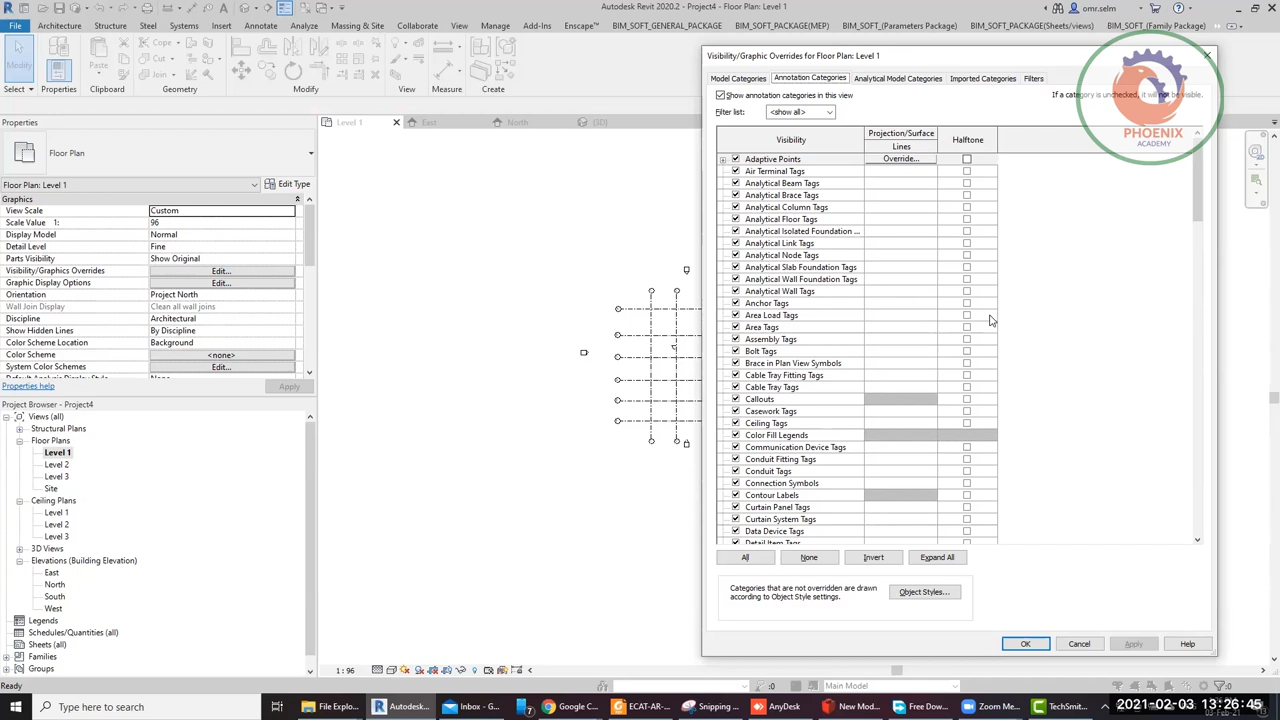 Autodesk Revit 2020.2 - Project4 - Floor Plan: Level 1
omr.selm
File Architecture Structure Steel Systems Insert Annotate Analyze Massing & Site Collaborate View Manage Add-Ins Enscape™ BIM_SOFT_GENERAL_PACKAGE BIM_SOFT_PACKAGE(MEP) BIM_SOFT_(Parameters Package) BIM_SOFT_PACKAGE(Sheets/views) BIM_SOFT (Family Package)
Modify
Paste
Cope
Cut
Join
Select Properties Clipboard Geometry Modify View Measure Create
Properties
Floor Plan
Floor Plan: Level 1 Edit Type
Graphics
View Scale Custom
Scale Value 1: 96
Display Model Normal
Detail Level Fine
Parts Visibility Show Original
Visibility/Graphics Overrides Edit...
Graphic Display Options Edit...
Orientation Project North
Wall Join Display Clean all wall joins
Discipline Architectural
Show Hidden Lines By Discipline
Color Scheme Location Background
Color Scheme <none>
System Color Schemes Edit...
Properties help Apply
Project Browser - Project4
Views (all)
Structural Plans
Floor Plans
Level 1
Level 2
Level 3
Site
Ceiling Plans
Level 1
Level 2
Level 3
3D Views
Elevations (Building Elevation)
East
North
South
West
Legends
Schedules/Quantities (all)
Sheets (all)
Families
Groups
Level 1 East North {3D}
Visibility/Graphic Overrides for Floor Plan: Level 1
Model Categories Annotation Categories Analytical Model Categories Imported Categories Filters
Show annotation categories in this view
If a category is unchecked, it will not be visible.
Filter list: <show all>
PHOENIX
ACADEMY
Visibility Projection/Surface Halftone
Lines
Adaptive Points Override...
Air Terminal Tags
Analytical Beam Tags
Analytical Brace Tags
Analytical Column Tags
Analytical Floor Tags
Analytical Isolated Foundation ...
Analytical Link Tags
Analytical Node Tags
Analytical Slab Foundation Tags
Analytical Wall Foundation Tags
Analytical Wall Tags
Anchor Tags
Area Load Tags
Area Tags
Assembly Tags
Bolt Tags
Brace in Plan View Symbols
Cable Tray Fitting Tags
Cable Tray Tags
Callouts
Casework Tags
Ceiling Tags
Color Fill Legends
Communication Device Tags
Conduit Fitting Tags
Conduit Tags
Connection Symbols
Contour Labels
Curtain Panel Tags
Curtain System Tags
Data Device Tags
Detail Item Tags
All None Invert Expand All
Categories that are not overridden are drawn
according to Object Style settings.
Object Styles...
OK Cancel Apply Help
1 : 96
Ready
:0
Main Model
:0
Type here to search
File Explo... Autodes... Inbox - G... Google C... ECAT-AR-... Snipping ... AnyDesk New Mod... Free Dow... Zoom Me... TechSmit...
2021-02-03 13:26:45
03-Feb-21